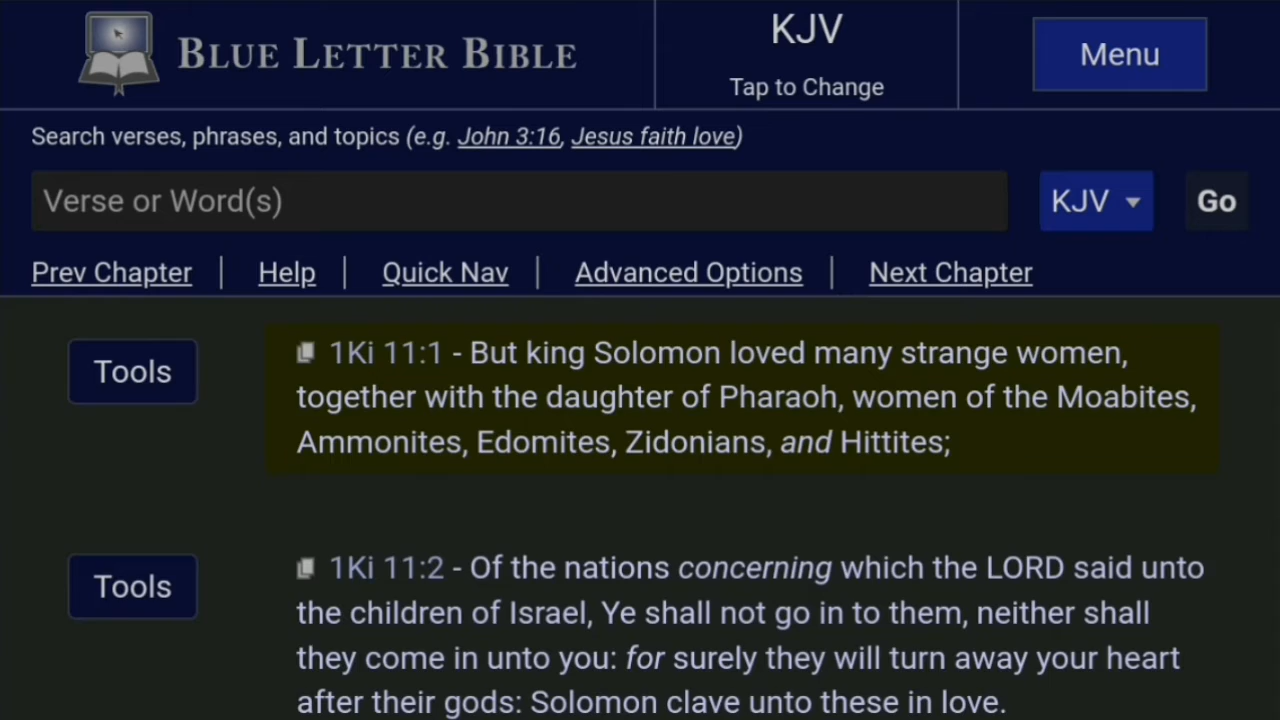 BLUE LETTER BIBLE
KJV
Tap to Change
Menu
Search verses, phrases, and topics (e.g. John 3:16, Jesus faith love)
Verse or Word(s)
KJV
Go
Prev Chapter | Help | Quick Nav | Advanced Options | Next Chapter
Tools
1Ki 11:1 - But king Solomon loved many strange women,
together with the daughter of Pharaoh, women of the Moabites,
Ammonites, Edomites, Zidonians, and Hittites;
Tools
1Ki 11:2 - Of the nations concerning which the LORD said unto
the children of Israel, Ye shall not go in to them, neither shall
they come in unto you: for surely they will turn away your heart
after their gods: Solomon clave unto these in love.